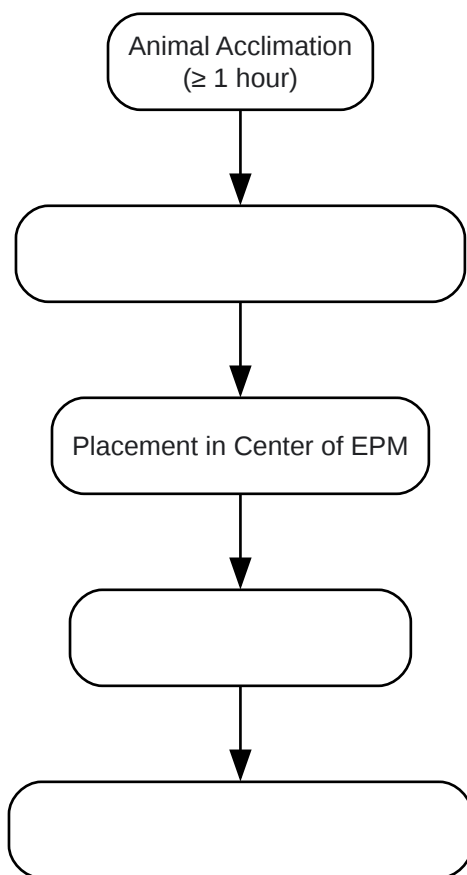 Animal Acclimation
(≥ 1 hour)
Placement in Center of EPM